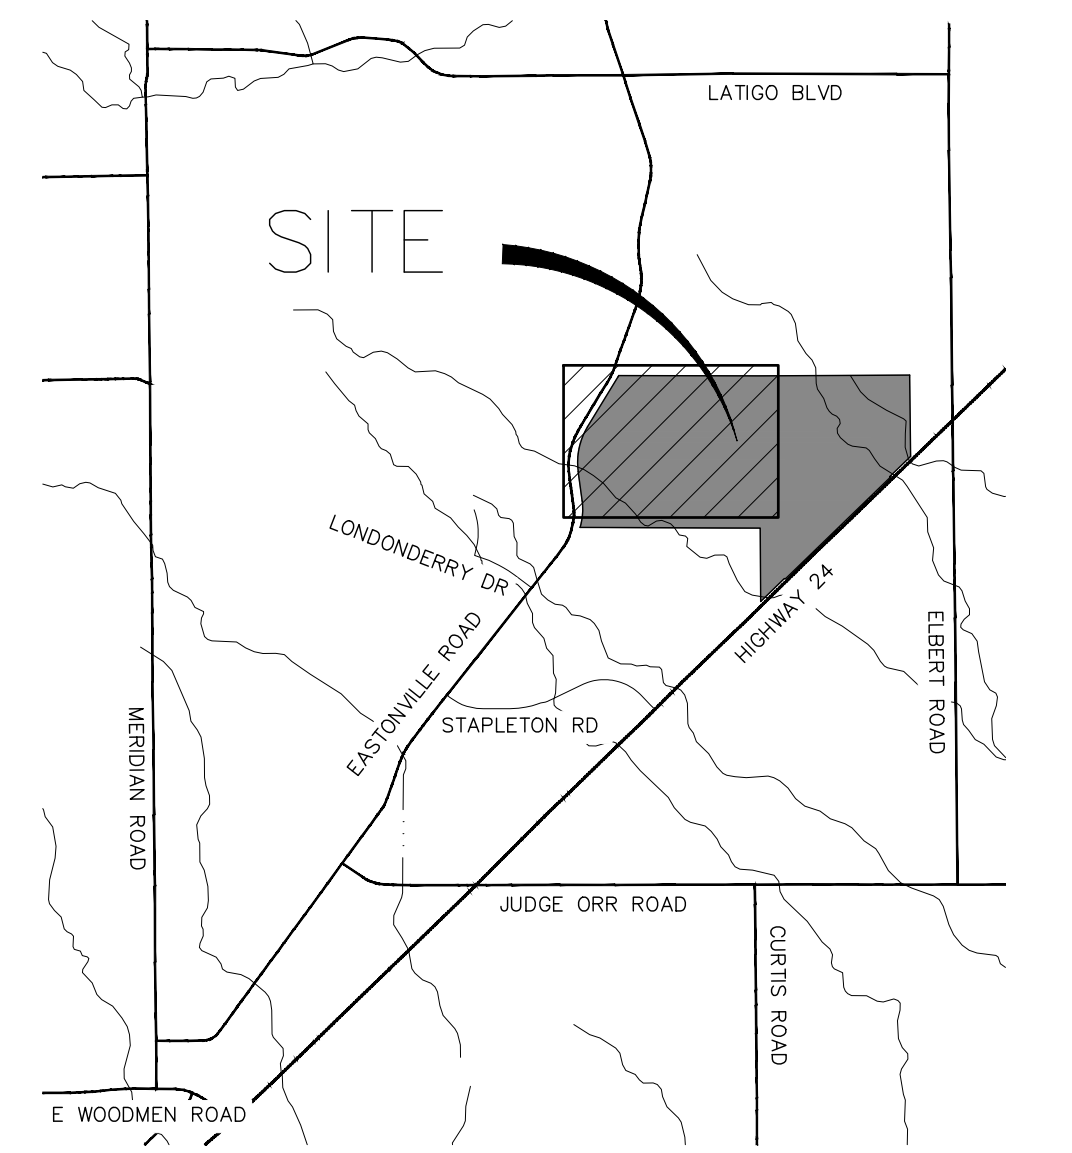 LATIGO BLVD
SITE
LONDONDERRY DR
HIGHWAY 24
EASTONVILLE ROAD
ELBERT ROAD
STAPLETON RD
MERIDIAN ROAD
JUDGE ORR ROAD
CURTIS ROAD
E WOODMEN ROAD